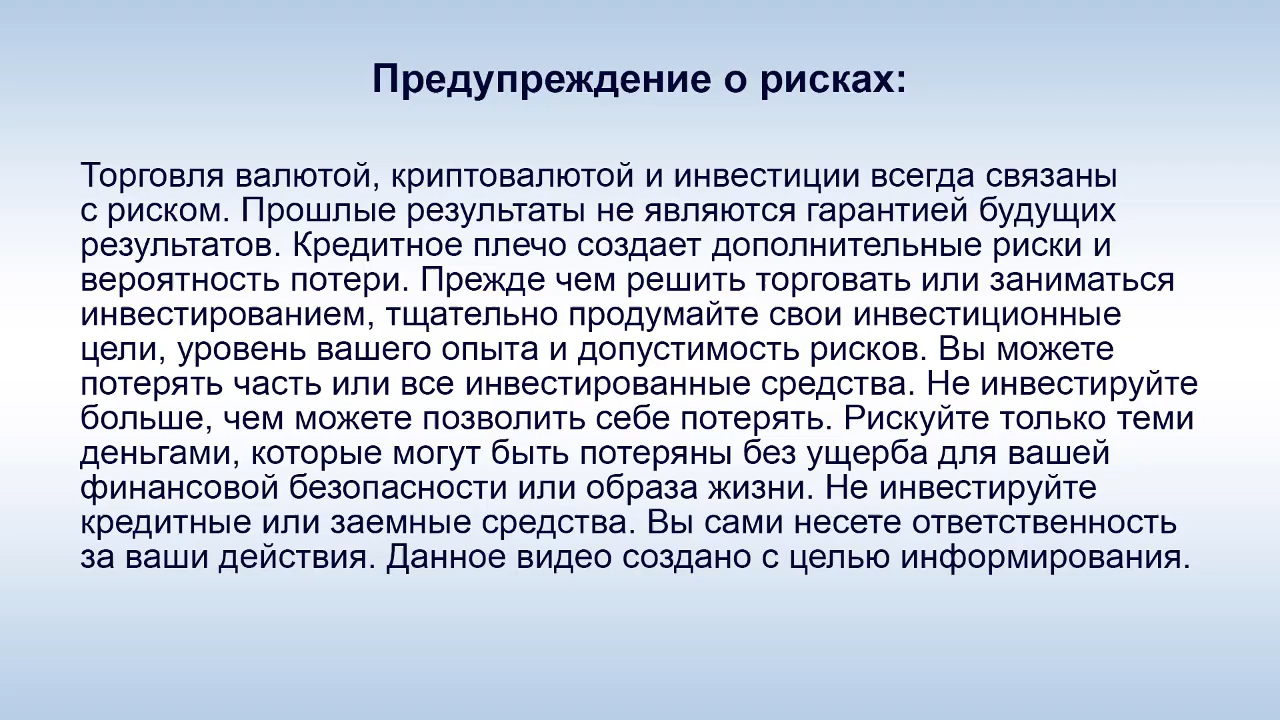 Предупреждение о рисках:
Торговля валютой, криптовалютой и инвестиции всегда связаны
с риском. Прошлые результаты не являются гарантией будущих
результатов. Кредитное плечо создает дополнительные риски и
вероятность потери. Прежде чем решить торговать или заниматься
инвестированием, тщательно продумайте свои инвестиционные
цели, уровень вашего опыта и допустимость рисков. Вы можете
потерять часть или все инвестированные средства. Не инвестируйте
больше, чем можете позволить себе потерять. Рискуйте только теми
деньгами, которые могут быть потеряны без ущерба для вашей
финансовой безопасности или образа жизни. Не инвестируйте
кредитные или заемные средства. Вы сами несете ответственность
за ваши действия. Данное видео создано с целью информирования.